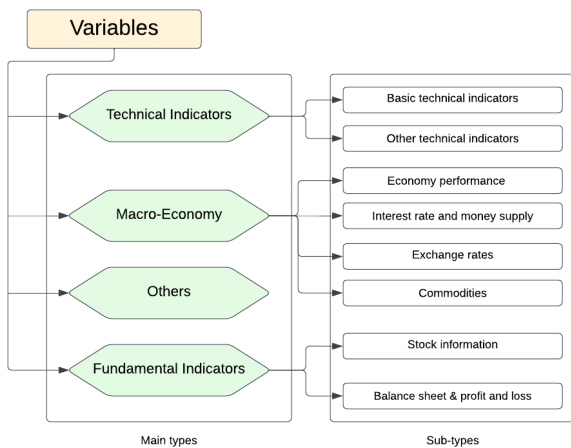 Variables
Technical Indicators
Basic technical indicators
Other technical indicators
Macro-Economy
Economy performance
Interest rate and money supply
Exchange rates
Commodities
Others
Fundamental Indicators
Stock information
Balance sheet & profit and loss
Main types
Sub-types